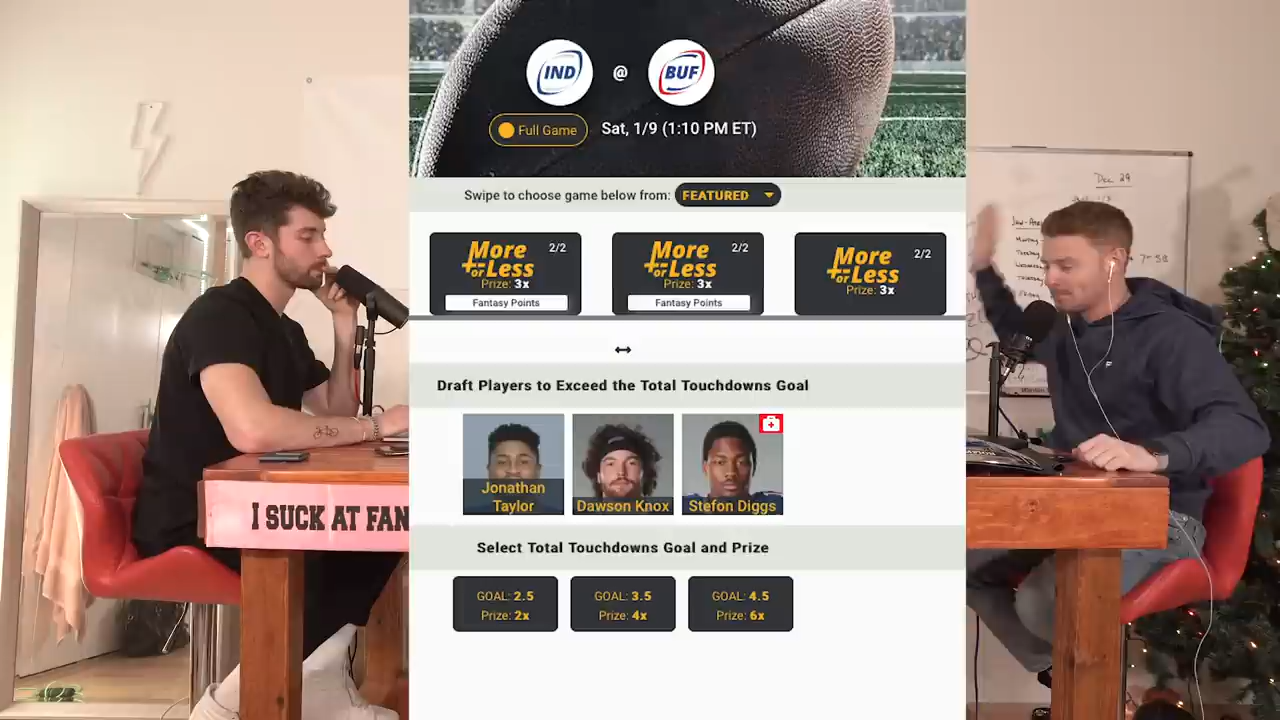 IND @ BUF
Full Game Sat, 1/9 (1:10 PM ET)
Swipe to choose game below from: FEATURED
More or Less 2/2
Prize: 3x
Fantasy Points
More or Less 2/2
Prize: 3x
Fantasy Points
More or Less 2/2
Prize: 3x
Draft Players to Exceed the Total Touchdowns Goal
Jonathan
Taylor
Dawson Knox
Stefon Diggs
Select Total Touchdowns Goal and Prize
GOAL: 2.5
Prize: 2x
GOAL: 3.5
Prize: 4x
GOAL: 4.5
Prize: 6x
I SUCK AT FAN
Dec 29